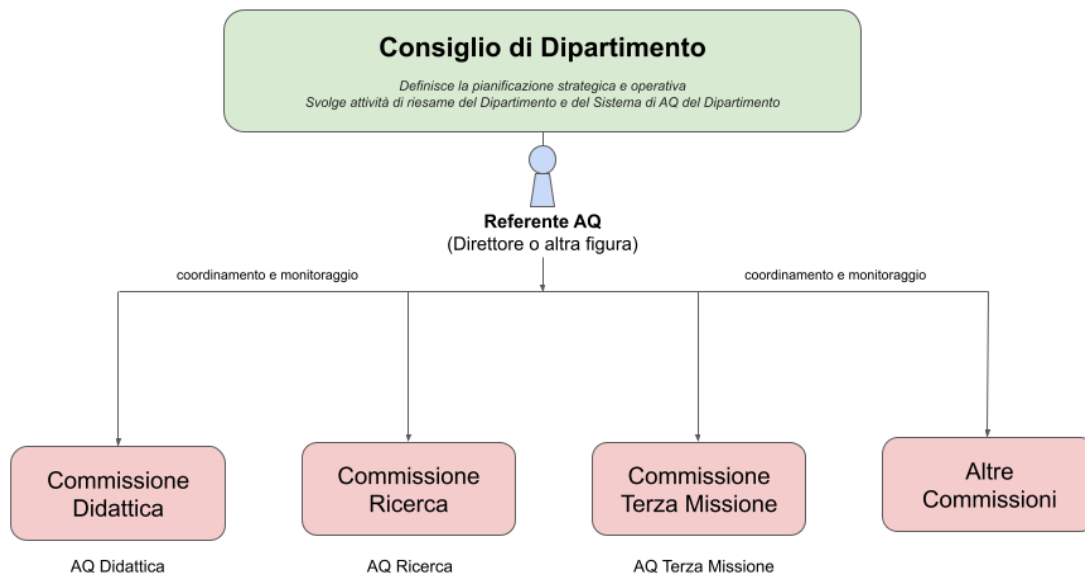 Consiglio di Dipartimento
Definisce la pianificazione strategica e operativa
Svolge attività di riesame del Dipartimento e del Sistema di AQ del Dipartimento
Referente AQ
(Direttore o altra figura)
coordinamento e monitoraggio
coordinamento e monitoraggio
Commissione
Didattica
Commissione
Ricerca
Commissione
Terza Missione
Altre
Commissioni
AQ Didattica
AQ Ricerca
AQ Terza Missione